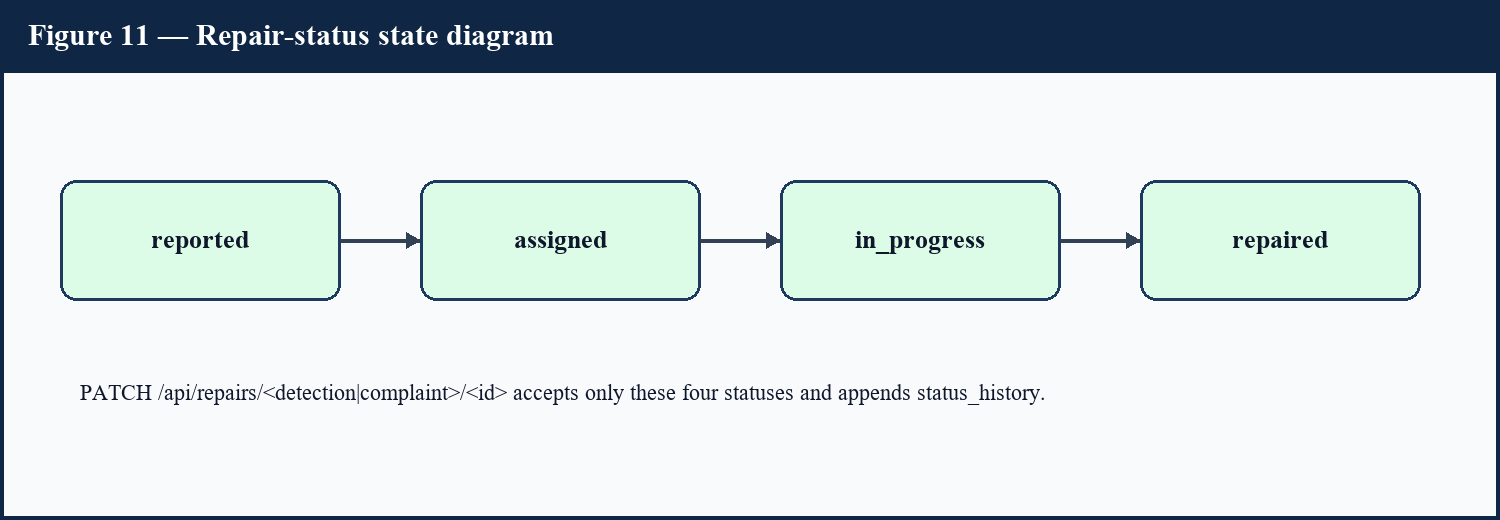 Figure 11 — Repair-status state diagram
reported
assigned
in_progress
repaired
PATCH /api/repairs/<detection|complaint>/<id> accepts only these four statuses and appends status_history.